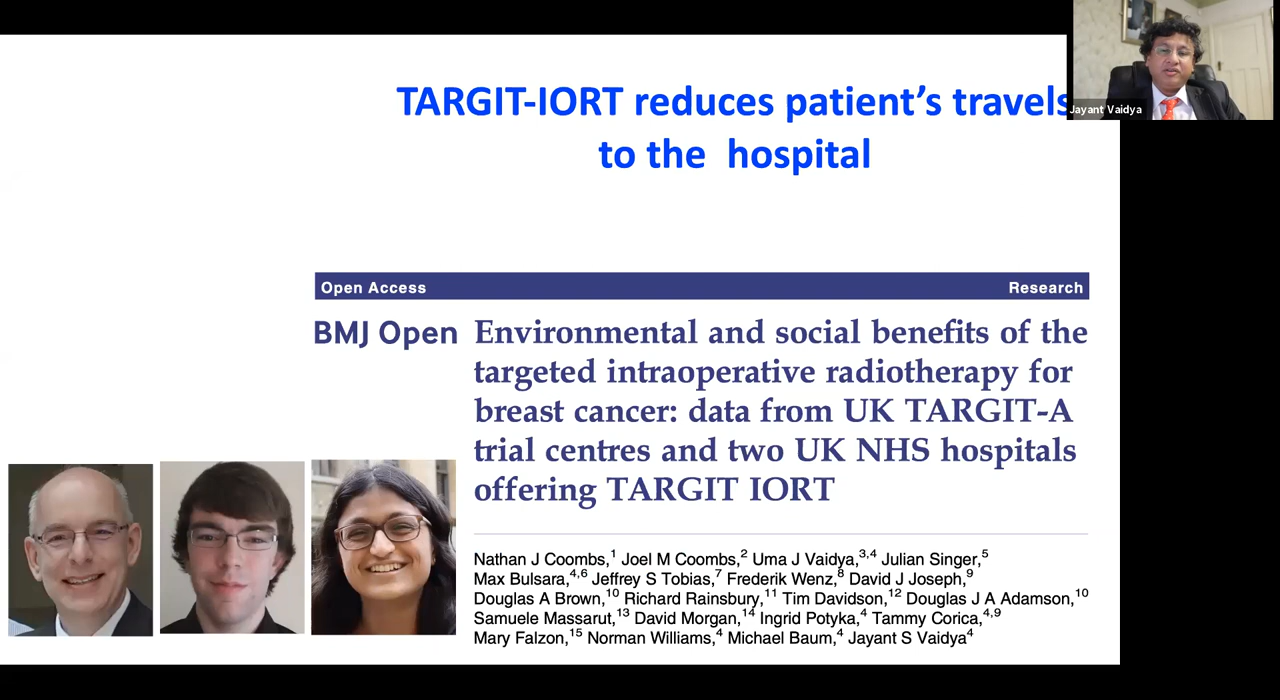 TARGIT-IORT reduces patient’s travels
to the hospital
Jayant Vaidya
Open Access Research
BMJ Open Environmental and social benefits of the
targeted intraoperative radiotherapy for
breast cancer: data from UK TARGIT-A
trial centres and two UK NHS hospitals
offering TARGIT IORT
Nathan J Coombs,1 Joel M Coombs,2 Uma J Vaidya,3,4 Julian Singer,5
Max Bulsara,4,6 Jeffrey S Tobias,7 Frederik Wenz,8 David J Joseph,9
Douglas A Brown,10 Richard Rainsbury,11 Tim Davidson,12 Douglas J A Adamson,10
Samuele Massarut,13 David Morgan,14 Ingrid Potyka,4 Tammy Corica,4,9
Mary Falzon,15 Norman Williams,4 Michael Baum,4 Jayant S Vaidya4